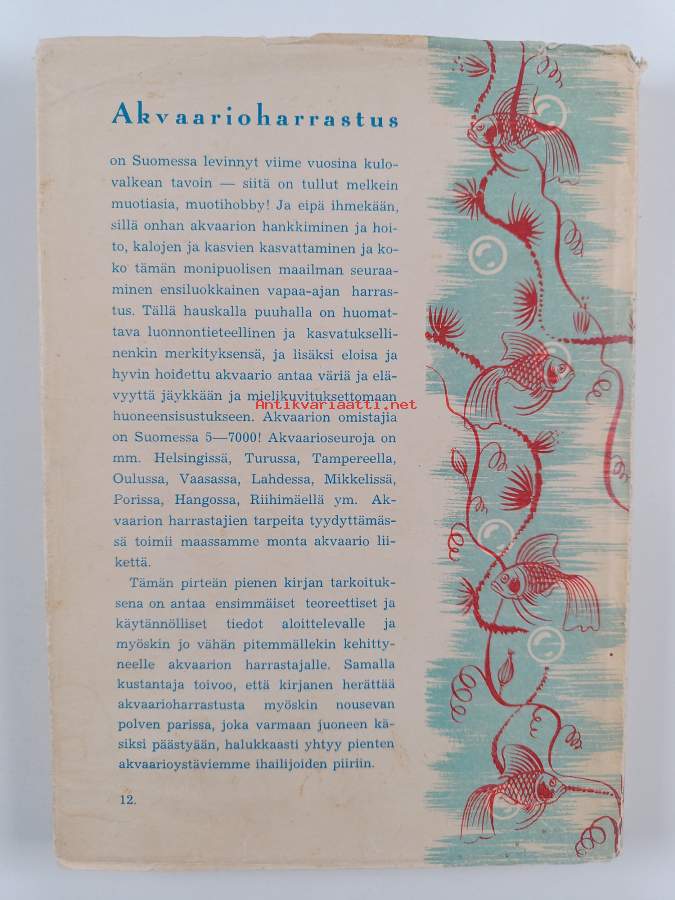 Akvaarioharrastus
on Suomessa levinnyt viime vuosina kulo-
valkean tavoin — siitä on tullut melkein
muotiasia, muotihobby! Ja eipä ihmekään,
sillä onhan akvaarion hankkiminen ja hoi-
to, kalojen ja kasvien kasvattaminen ja ko-
ko tämän monipuolisen maailman seuraa-
minen ensiluokkainen vapaa-ajan harras-
tus. Tällä hauskalla puuhalla on huomat-
tava luonnontieteellinen ja kasvatukselli-
nenkin merkityksensä, ja lisäksi eloisa ja
hyvin hoidettu akvaario antaa väriä ja elä-
vyyttä jäykkään ja mielikuvituksettomaan
Antikvariaatti.net
huoneensisustukseen. Akvaarion omistajia
on Suomessa 5—7000! Akvaarioseuroja on
mm. Helsingissä, Turussa, Tampereella,
Oulussa, Vaasassa, Lahdessa, Mikkelissä,
Porissa, Hangossa, Riihimäellä ym. Ak-
vaarion harrastajien tarpeita tyydyttämäs-
sä toimii maassamme monta akvaario lii-
kettä.
Tämän pirteän pienen kirjan tarkoituk-
sena on antaa ensimmäiset teoreettiset ja
käytännölliset tiedot aloittelevalle ja
myöskin jo vähän pitemmällekin kehitty-
neelle akvaarion harrastajalle. Samalla
kustantaja toivoo, että kirjanen herättää
akvaarioharrastusta myöskin nousevan
polven parissa, joka varmaan juoneen kä-
siksi päästyään, halukkaasti yhtyy pienten
akvaarioystäviemme ihailijoiden piiriin.
12.